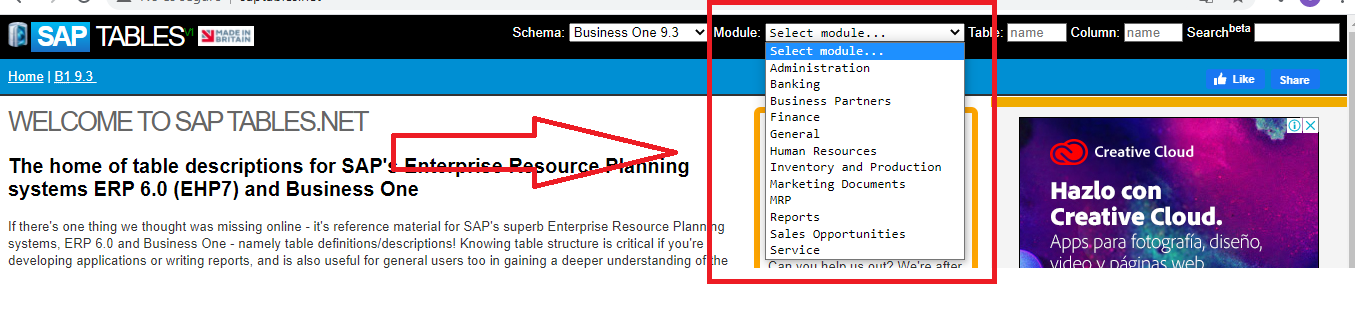 SAP TABLES VI MADE IN BRITAIN
Schema: Business One 9.3 Module: Select module... Table: name Column: name Searchbeta
Select module...
Administration
Banking
Business Partners
Finance
General
Human Resources
Inventory and Production
Marketing Documents
MRP
Reports
Sales Opportunities
Service
Home | B1 9.3
Like Share
WELCOME TO SAP TABLES.NET
The home of table descriptions for SAP's Enterprise Resource Planning
systems ERP 6.0 (EHP7) and Business One
If there's one thing we thought was missing online - it's reference material for SAP's superb Enterprise Resource Planning
systems, ERP 6.0 and Business One - namely table definitions/descriptions! Knowing table structure is critical if you're
developing applications or writing reports, and is also useful for general users too in gaining a deeper understanding of the
Can you help us out? We're after
Creative Cloud
Hazlo con
Creative Cloud.
Apps para fotografía, diseño,
video y páginas web